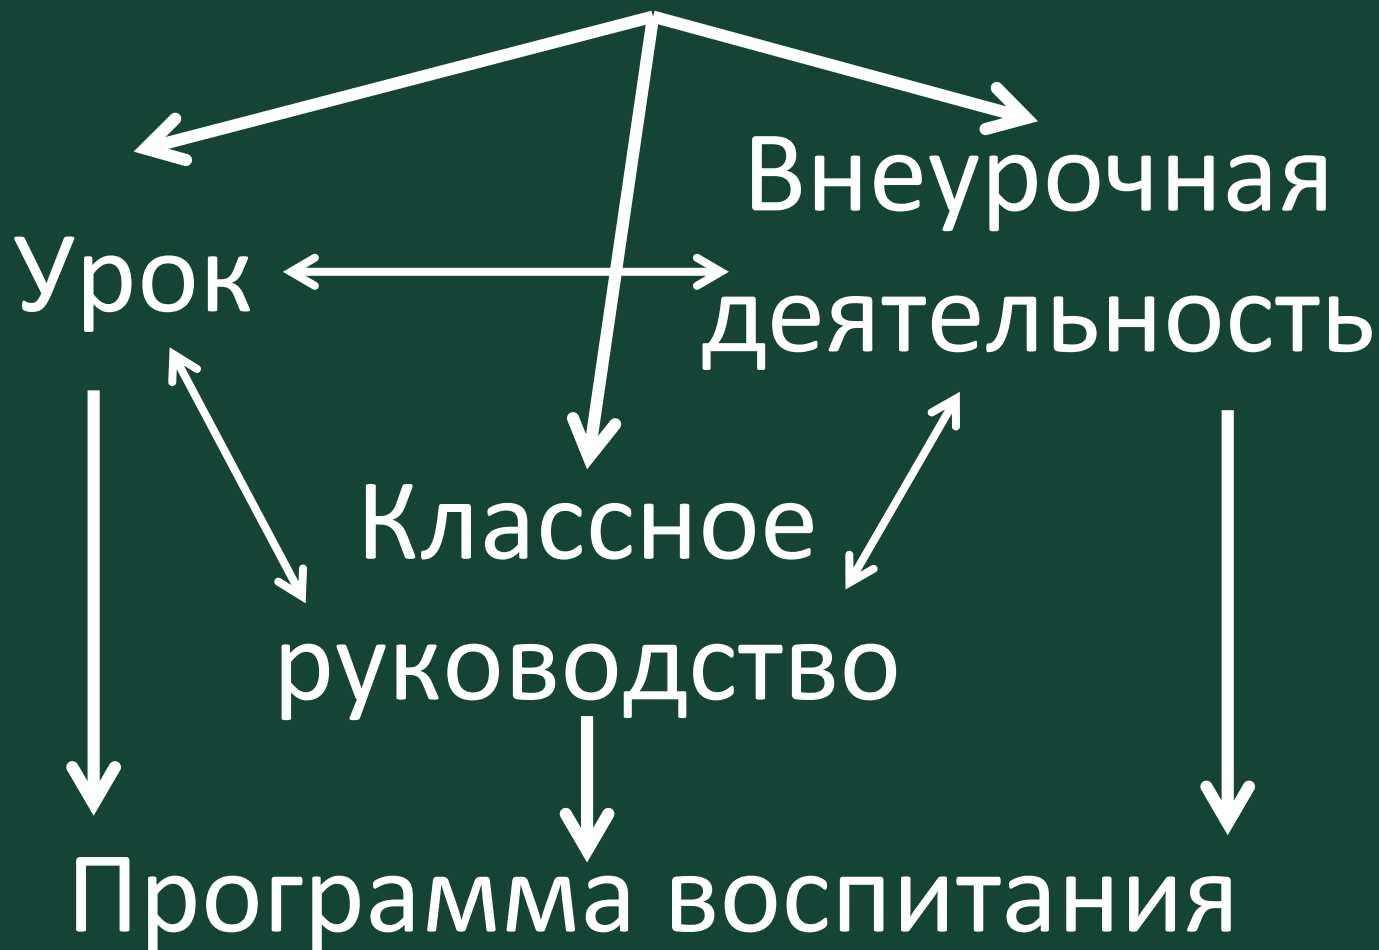 Внеурочная
Урок
деятельность
Классное
руководство
Программа воспитания